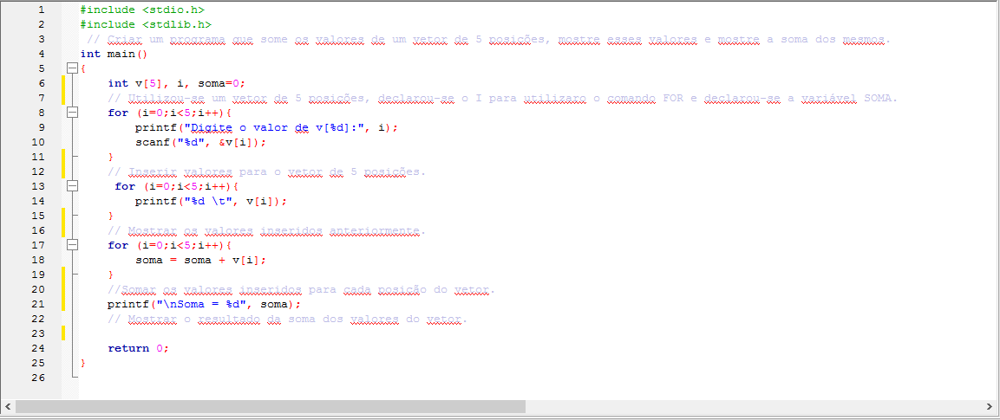 1 #include <stdio.h>
2 #include <stdlib.h>
3 // Criar um programa que some os valores de um vetor de 5 posições, mostre esses valores e mostre a soma dos mesmos.
4 int main()
5 {
6 int v[5], i, soma=0;
7 // Utilizou-se um vetor de 5 posições, declarou-se o I para utilizaro o comando FOR e declarou-se a variável SOMA.
8 for (i=0;i<5;i++){
9 printf("Digite o valor de v[%d]:", i);
10 scanf("%d", &v[i]);
11 }
12 // Inserir valores para o vetor de 5 posições.
13 for (i=0;i<5;i++){
14 printf("%d \t", v[i]);
15 }
16 // Mostrar os valores inseridos anteriormente.
17 for (i=0;i<5;i++){
18 soma = soma + v[i];
19 }
20 //Somar os valores inseridos para cada posição do vetor.
21 printf("\nSoma = %d", soma);
22 // Mostrar o resultado da soma dos valores do vetor.
23
24 return 0;
25 }
26